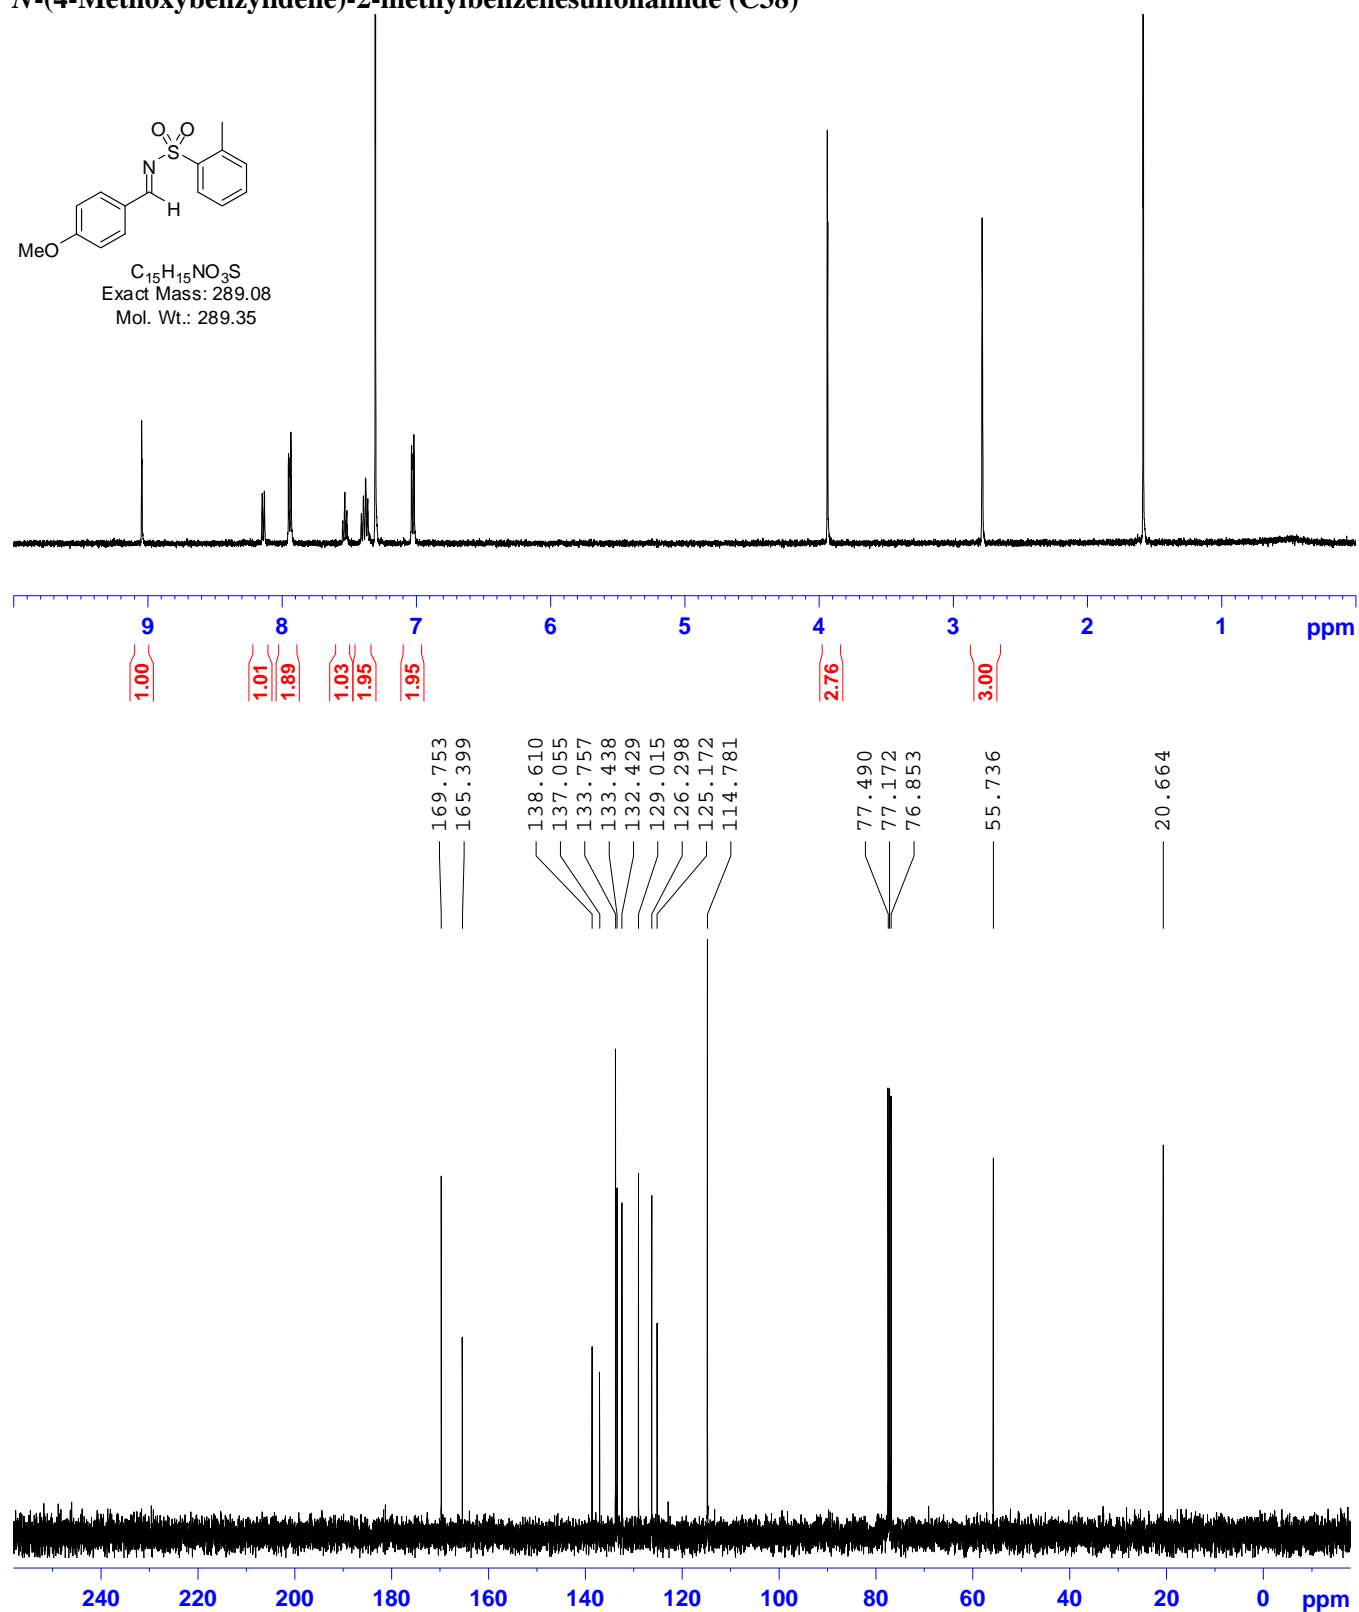 N-(4-Methoxybenzylidene)-2-methylbenzenesulfonamide (C38)
O O
S
N
H
MeO
C15H15NO3S
Exact Mass: 289.08
Mol. Wt.: 289.35
9 8 7 6 5 4 3 2 1 ppm
1.00 1.01 1.89 1.03 1.95 1.95 2.76 3.00
169.753
165.399
138.610
137.055
133.757
133.438
132.429
129.015
126.298
125.172
114.781
77.490
77.172
76.853
55.736
20.664
240 220 200 180 160 140 120 100 80 60 40 20 0 ppm